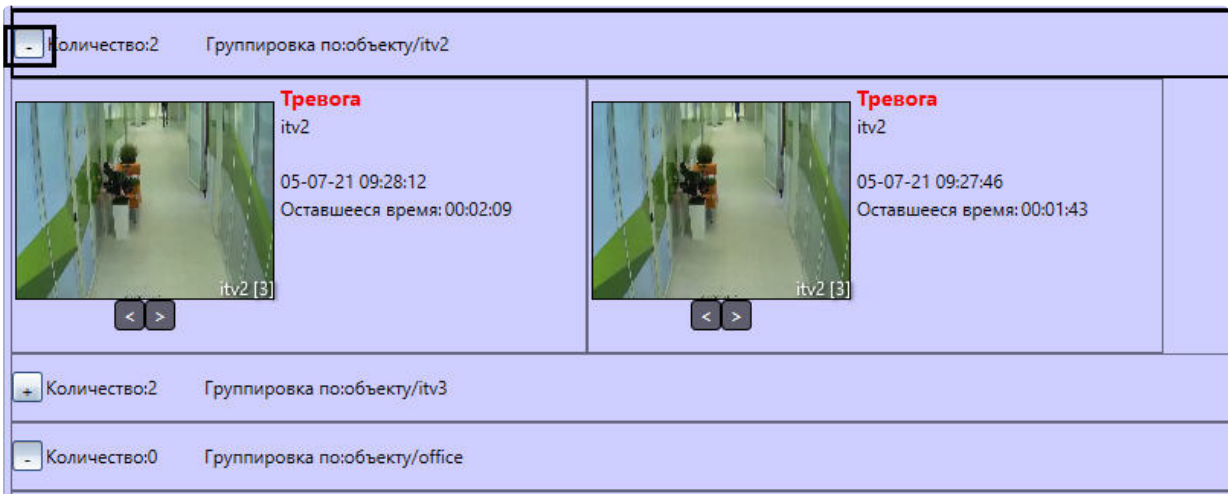 - Количество:2 Группировка по:объекту/itv2
Тревога
itv2
05-07-21 09:28:12
Оставшееся время: 00:02:09
itv2 [3]
< >
Тревога
itv2
05-07-21 09:27:46
Оставшееся время: 00:01:43
itv2 [3]
< >
+ Количество:2 Группировка по:объекту/itv3
- Количество:0 Группировка по:объекту/office